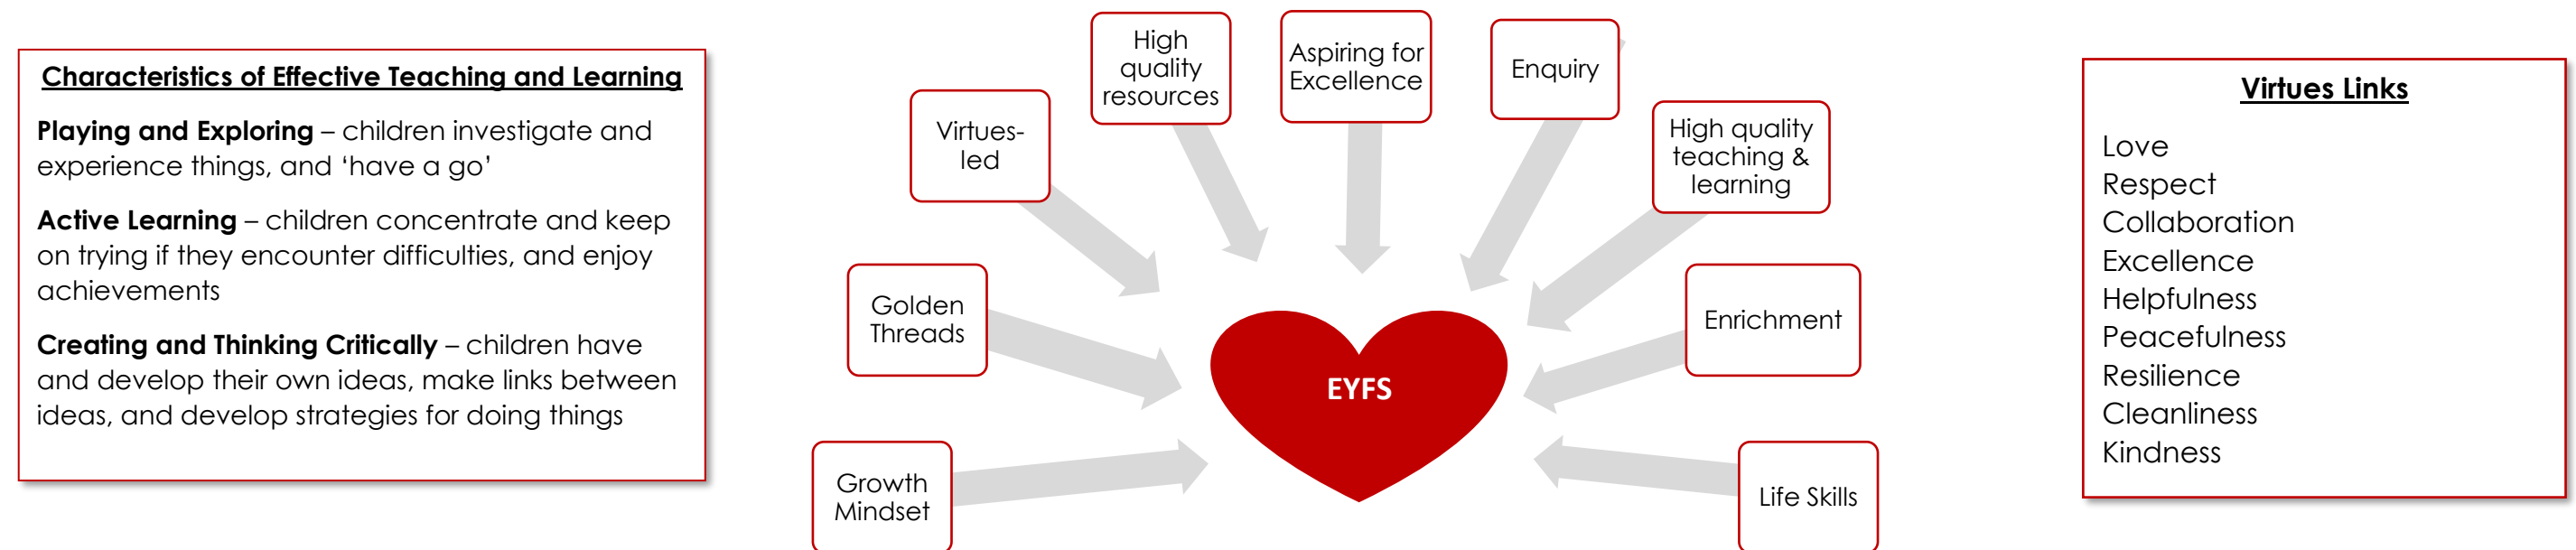 Characteristics of Effective Teaching and Learning
Playing and Exploring – children investigate and
experience things, and ‘have a go’
Active Learning – children concentrate and keep
on trying if they encounter difficulties, and enjoy
achievements
Creating and Thinking Critically – children have
and develop their own ideas, make links between
ideas, and develop strategies for doing things
Growth
Mindset
Golden
Threads
Virtues-
led
High
quality
resources
Aspiring for
Excellence
Enquiry
High quality
teaching &
learning
Enrichment
Life Skills
EYFS
Virtues Links
Love
Respect
Collaboration
Excellence
Helpfulness
Peacefulness
Resilience
Cleanliness
Kindness